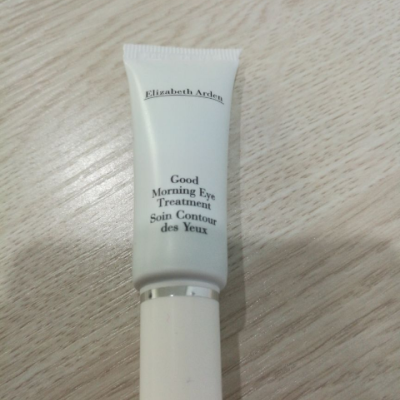 Elizabeth Arden
Good
Morning Eye
Treatment
Soin Contour
des Yeux